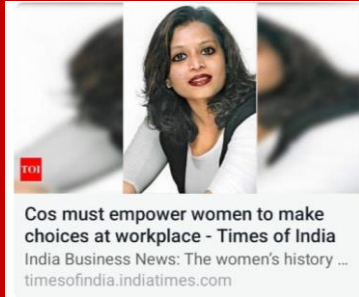 TOI
Cos must empower women to make
choices at workplace - Times of India
India Business News: The women's history ...
timesofindia.indiatimes.com